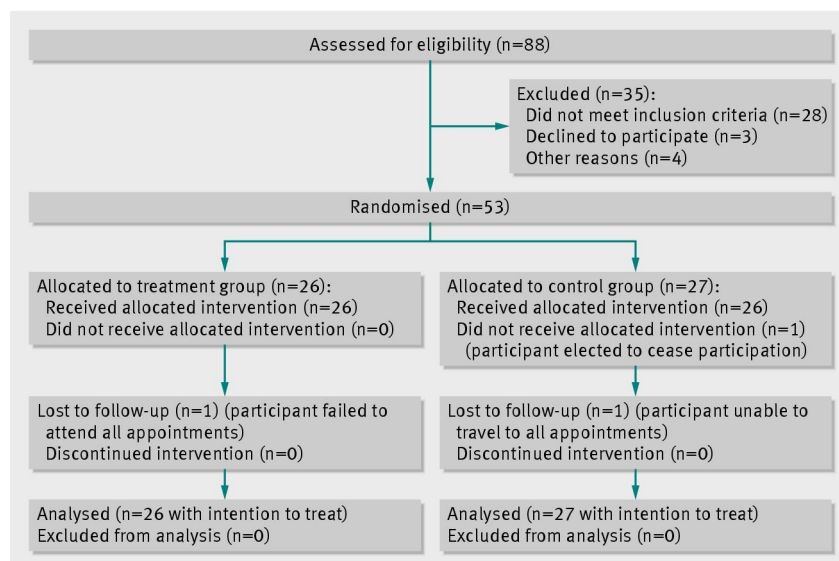 Assessed for eligibility (n=88)
Excluded (n=35):
Did not meet inclusion criteria (n=28)
Declined to participate (n=3)
Other reasons (n=4)
Randomised (n=53)
Allocated to treatment group (n=26):
Received allocated intervention (n=26)
Did not receive allocated intervention (n=0)
Allocated to control group (n=27):
Received allocated intervention (n=26)
Did not receive allocated intervention (n=1)
(participant elected to cease participation)
Lost to follow-up (n=1) (participant failed to
attend all appointments)
Discontinued intervention (n=0)
Lost to follow-up (n=1) (participant unable to
travel to all appointments)
Discontinued intervention (n=0)
Analysed (n=26 with intention to treat)
Excluded from analysis (n=0)
Analysed (n=27 with intention to treat)
Excluded from analysis (n=0)